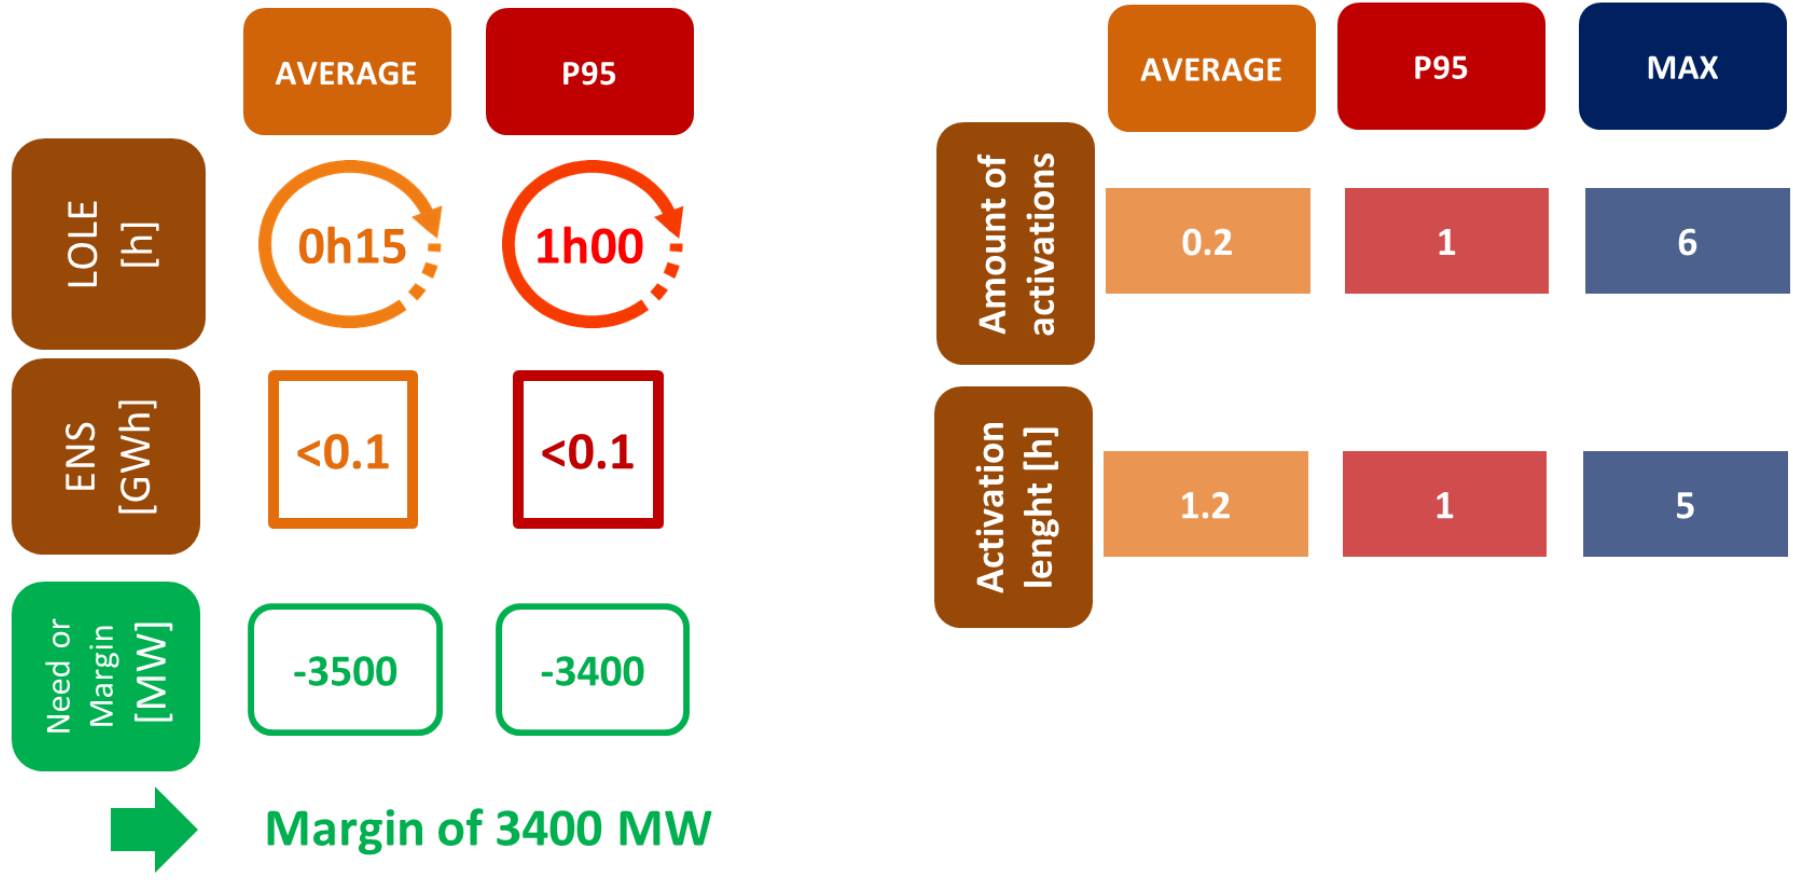 AVERAGE
P95
LOLE
[h]
0h15
1h00
ENS
[GWh]
<0.1
<0.1
Need or
Margin
[MW]
-3500
-3400
Margin of 3400 MW
AVERAGE
P95
MAX
Amount of
activations
0.2
1
6
Activation
lenght [h]
1.2
1
5